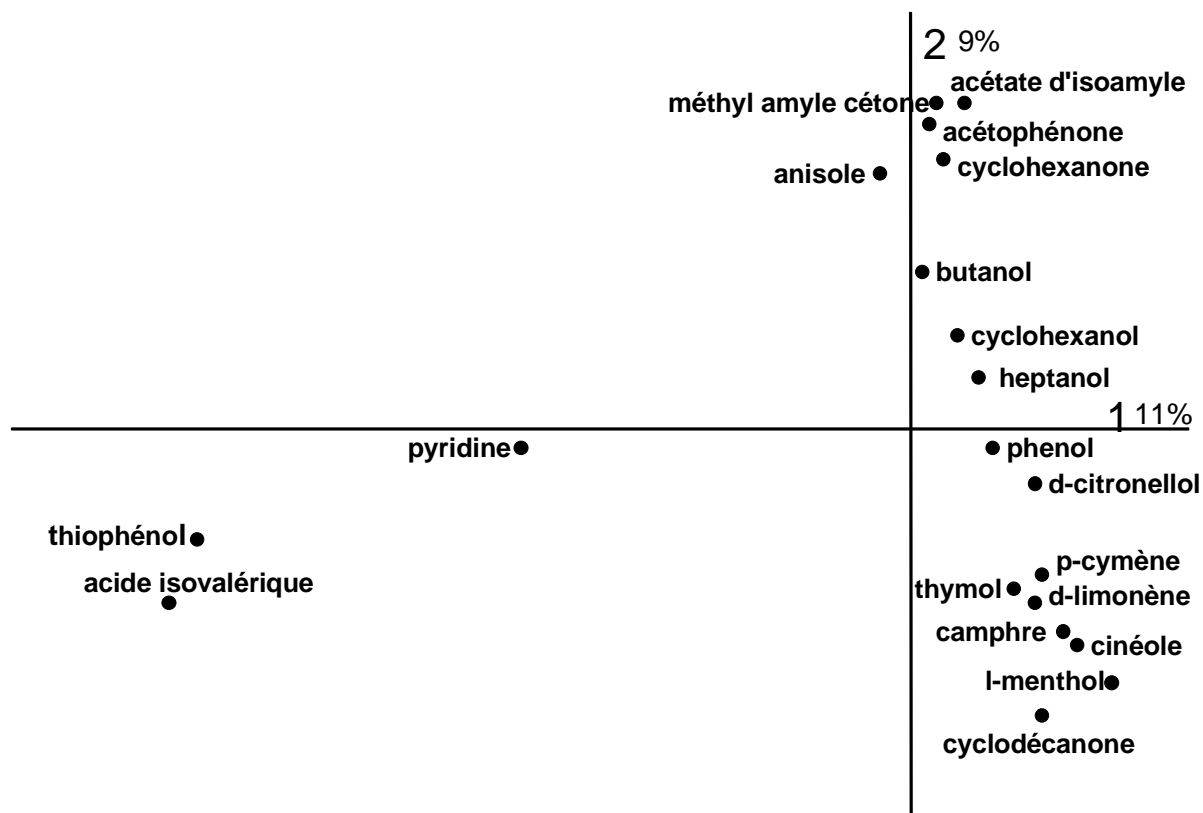 2 9%
acétate d'isoamyle
méthyl amyle cétone
acétophénone
cyclohexanone
anisole
butanol
cyclohexanol
heptanol
1 11%
pyridine
phenol
d-citronellol
thiophénol
p-cymène
acide isovalérique
thymol
d-limonène
camphre
cinéole
l-menthol
cyclodécanone